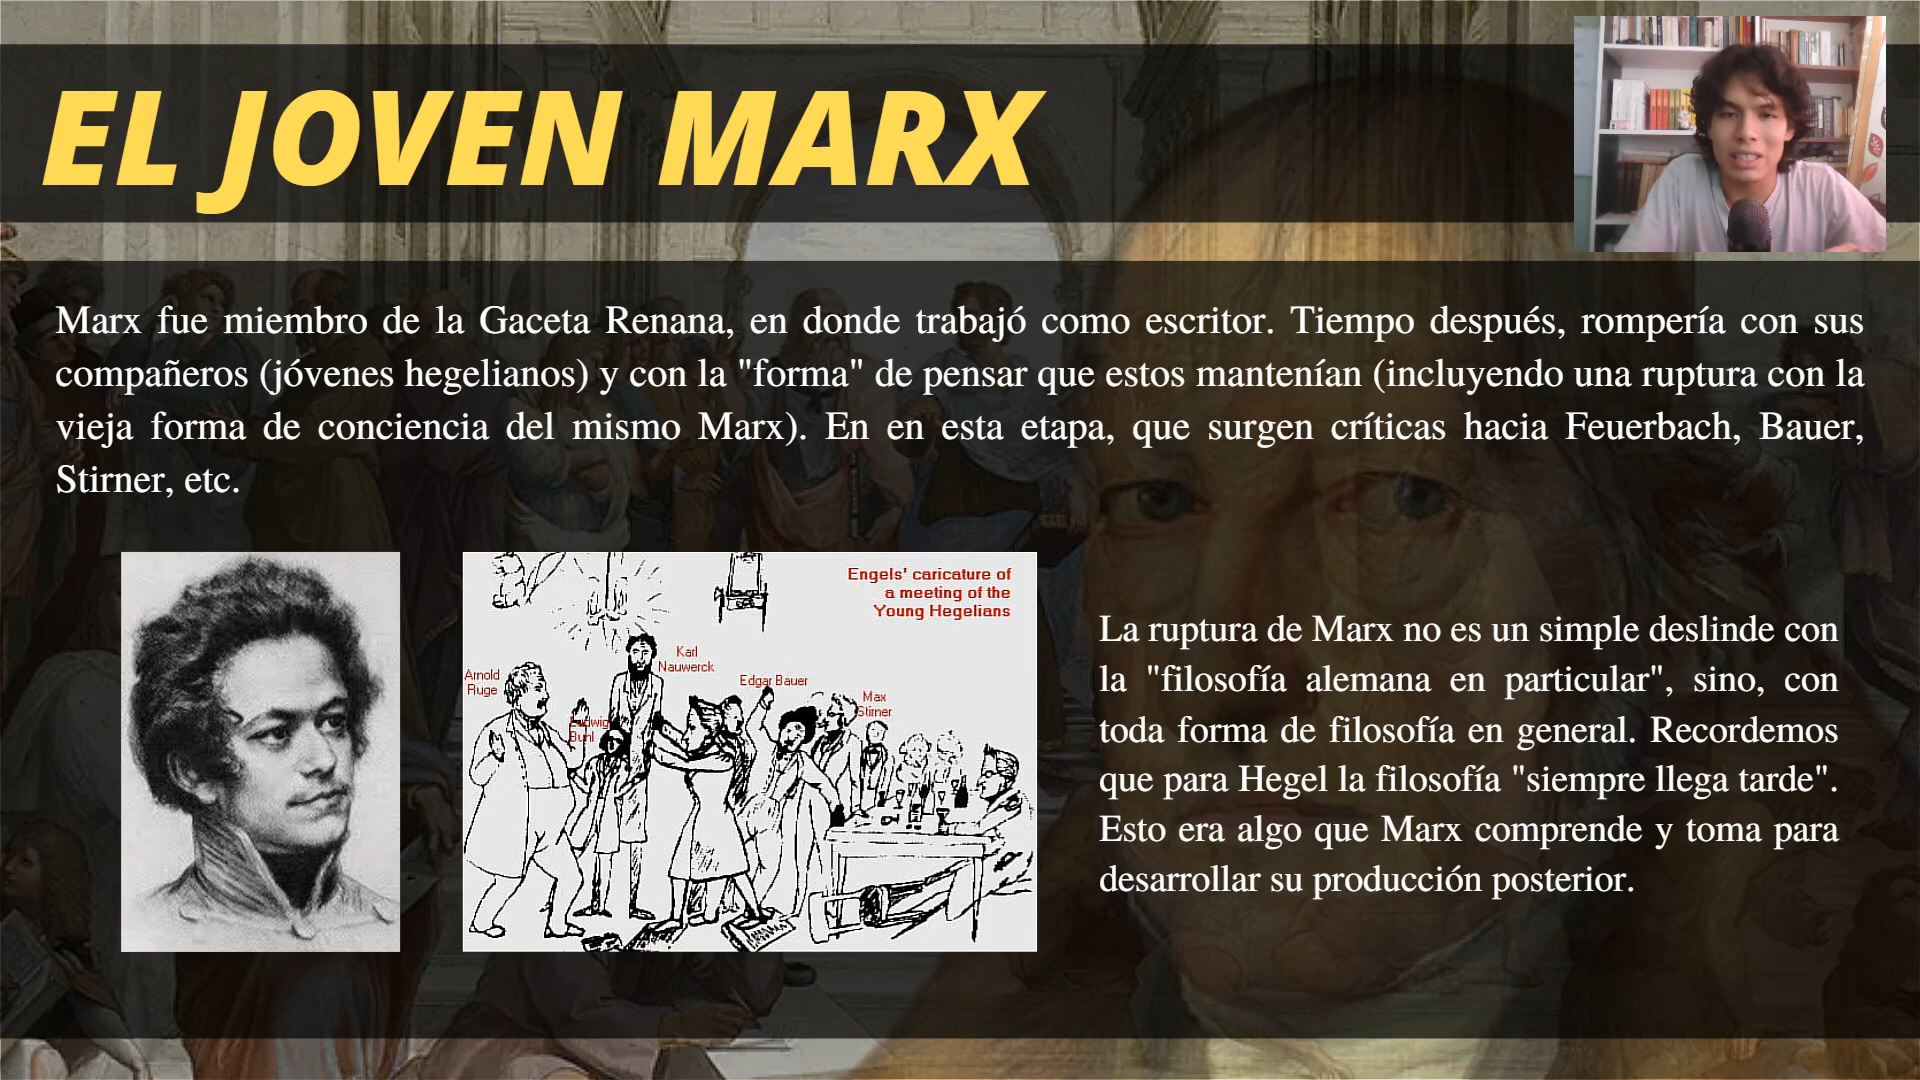 EL JOVEN MARX
Marx fue miembro de la Gaceta Renana, en donde trabajó como escritor. Tiempo después, rompería con sus
compañeros (jóvenes hegelianos) y con la "forma" de pensar que estos mantenían (incluyendo una ruptura con la
vieja forma de conciencia del mismo Marx). En en esta etapa, que surgen críticas hacia Feuerbach, Bauer,
Stirner, etc.
Engels' caricature of
a meeting of the
Young Hegelians
Arnold
Ruge
Ludwig
Buhl
Karl
Nauwerck
Edgar Bauer
Max
Stirner
La ruptura de Marx no es un simple deslinde con
la "filosofía alemana en particular", sino, con
toda forma de filosofía en general. Recordemos
que para Hegel la filosofía "siempre llega tarde".
Esto era algo que Marx comprende y toma para
desarrollar su producción posterior.